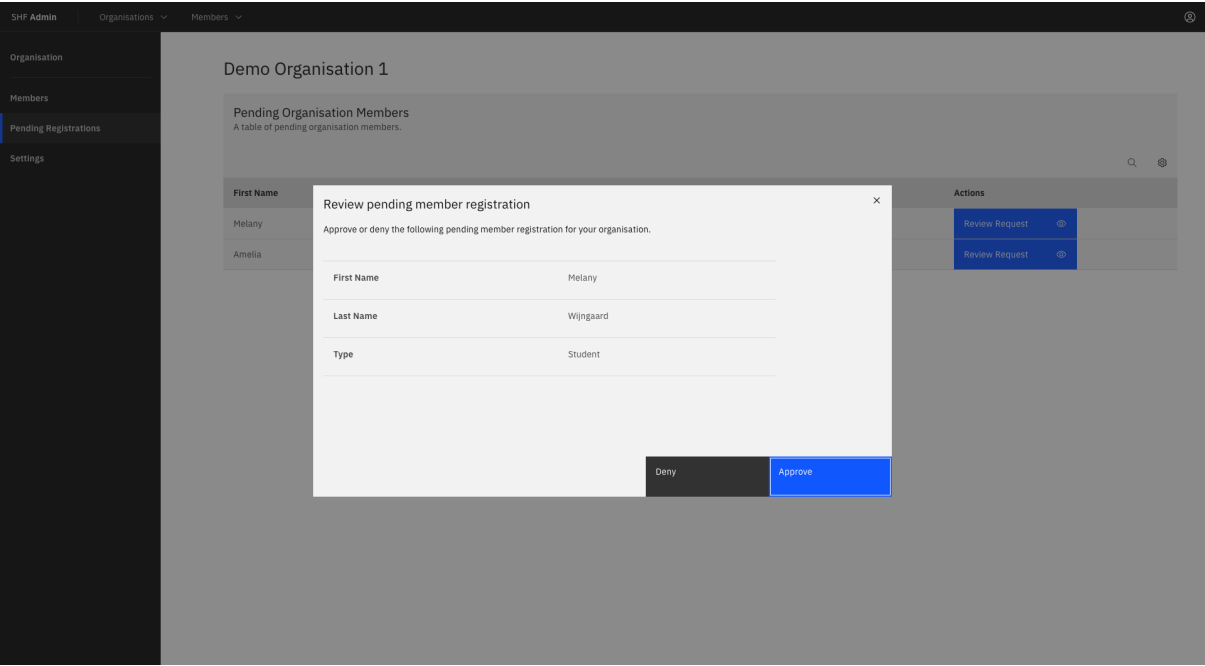 SHF Admin Organisations Members
Organisation
Members
Pending Registrations
Settings
Demo Organisation 1
Pending Organisation Members
A table of pending organisation members.
First Name Actions
Melany Review Request
Amelia Review Request
Review pending member registration
Approve or deny the following pending member registration for your organisation.
First Name Melany
Last Name Wijngaard
Type Student
Deny Approve